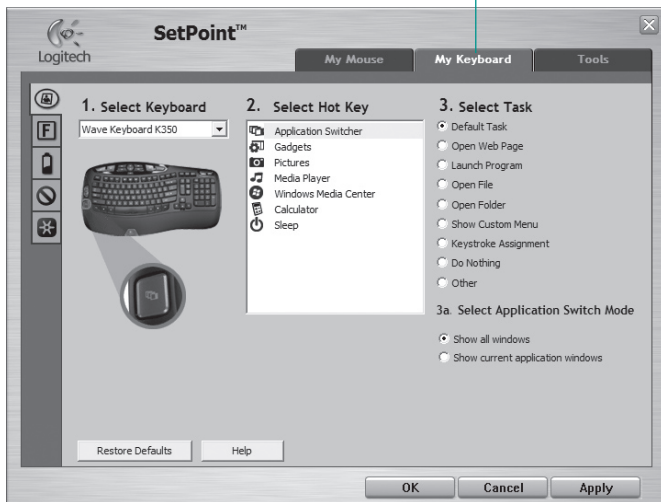 Logitech
SetPoint™
My Mouse
My Keyboard
Tools
1. Select Keyboard
Wave Keyboard K350
2. Select Hot Key
Application Switcher
Gadgets
Pictures
Media Player
Windows Media Center
Calculator
Sleep
3. Select Task
Default Task
Open Web Page
Launch Program
Open File
Open Folder
Show Custom Menu
Keystroke Assignment
Do Nothing
Other
3a. Select Application Switch Mode
Show all windows
Show current application windows
Restore Defaults
Help
OK
Cancel
Apply